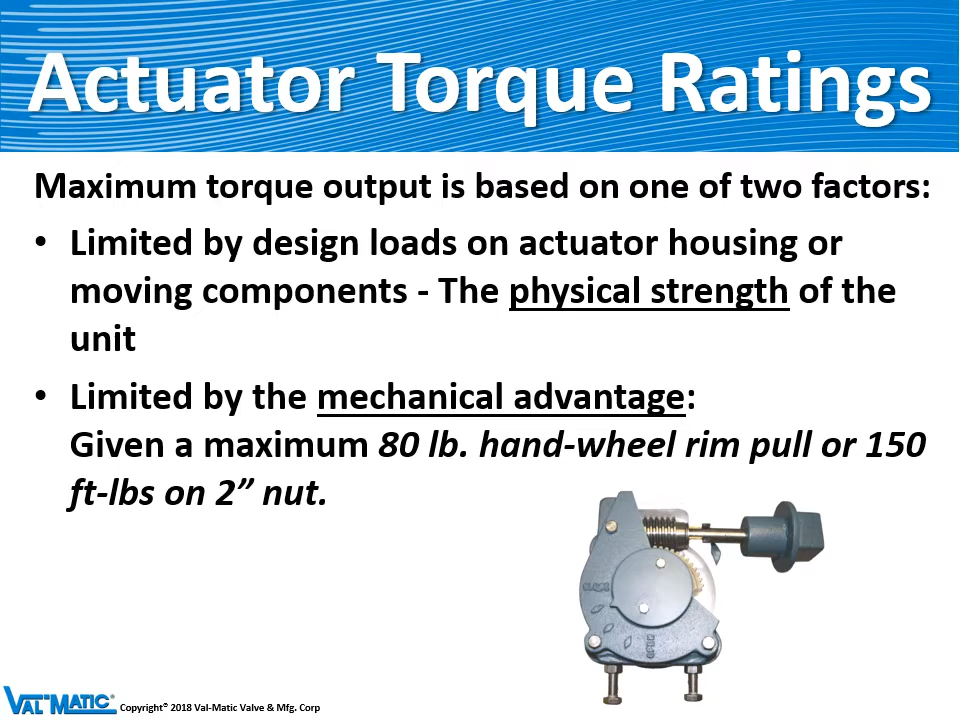 Actuator Torque Ratings
Maximum torque output is based on one of two factors:
• Limited by design loads on actuator housing or
moving components - The physical strength of the
unit
• Limited by the mechanical advantage:
Given a maximum 80 lb. hand-wheel rim pull or 150
ft-lbs on 2” nut.
CLOSE
OPEN
VAL-MATIC®
Copyright© 2018 Val-Matic Valve & Mfg. Corp